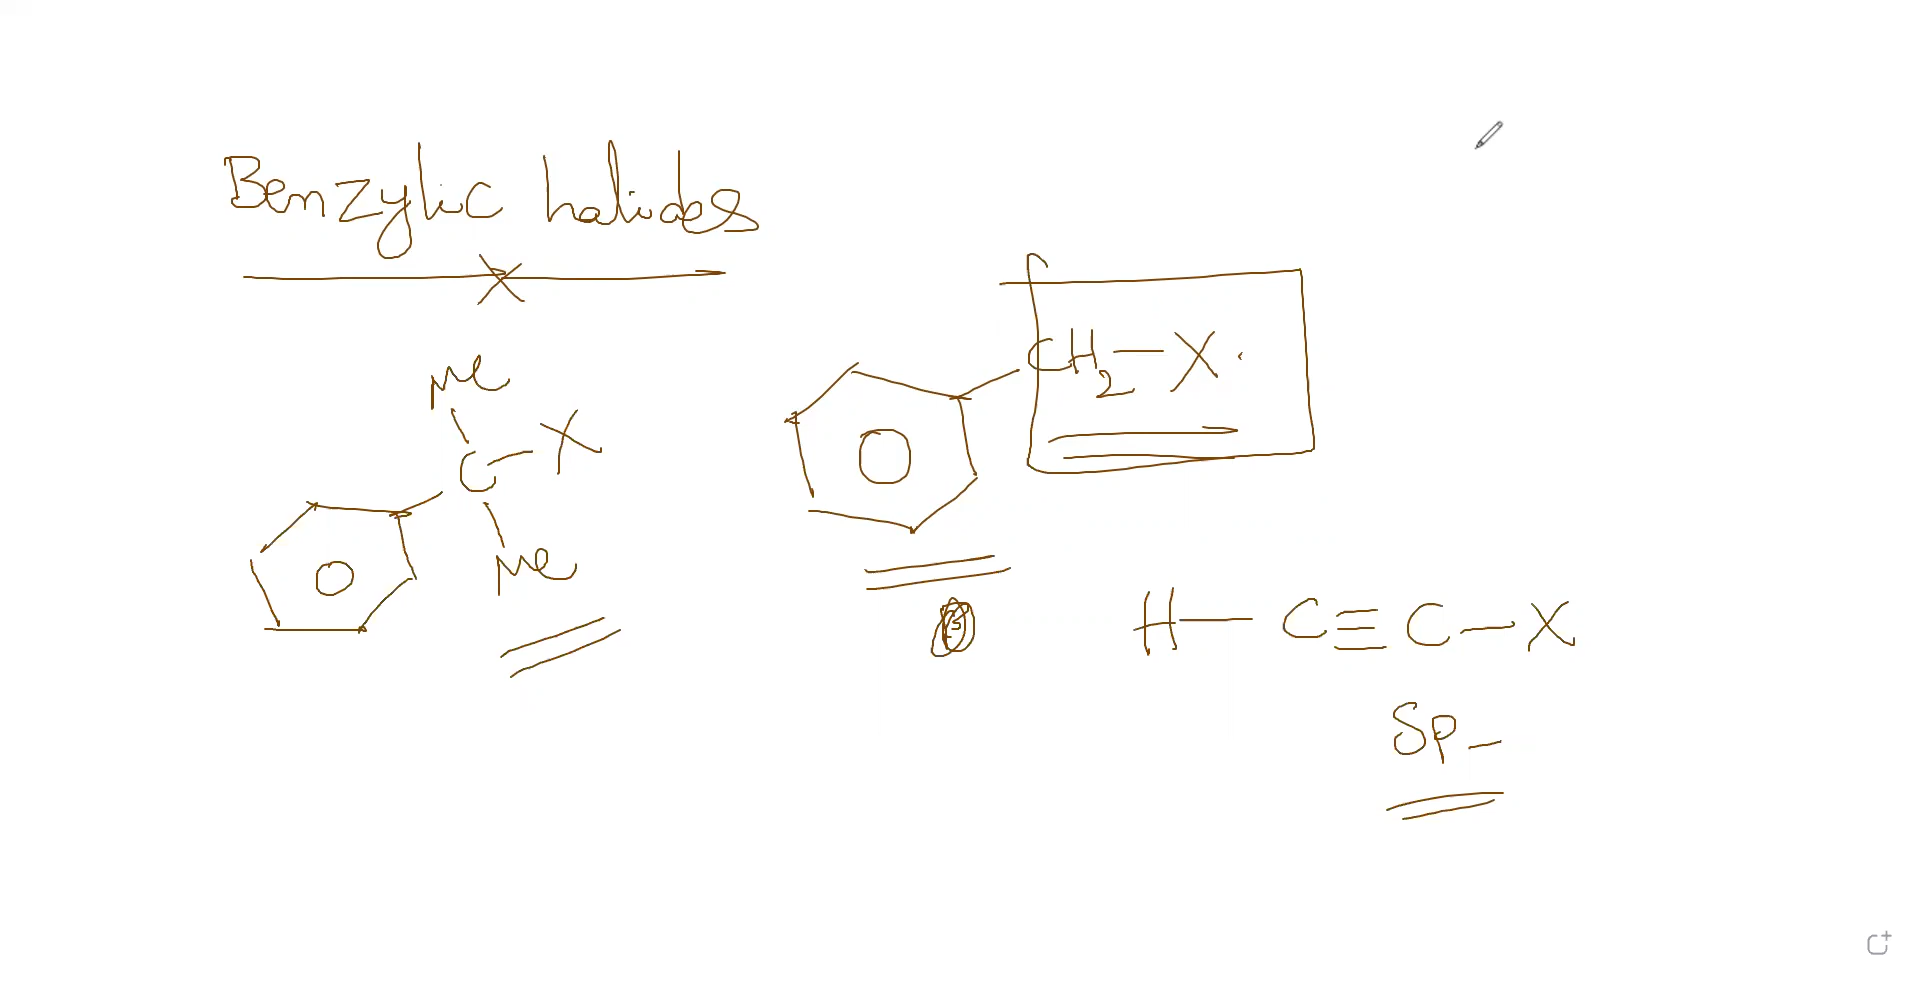 Benzylic halides
Me
C-X
Me
CH2-X.
H-C≡C-X
Sp-